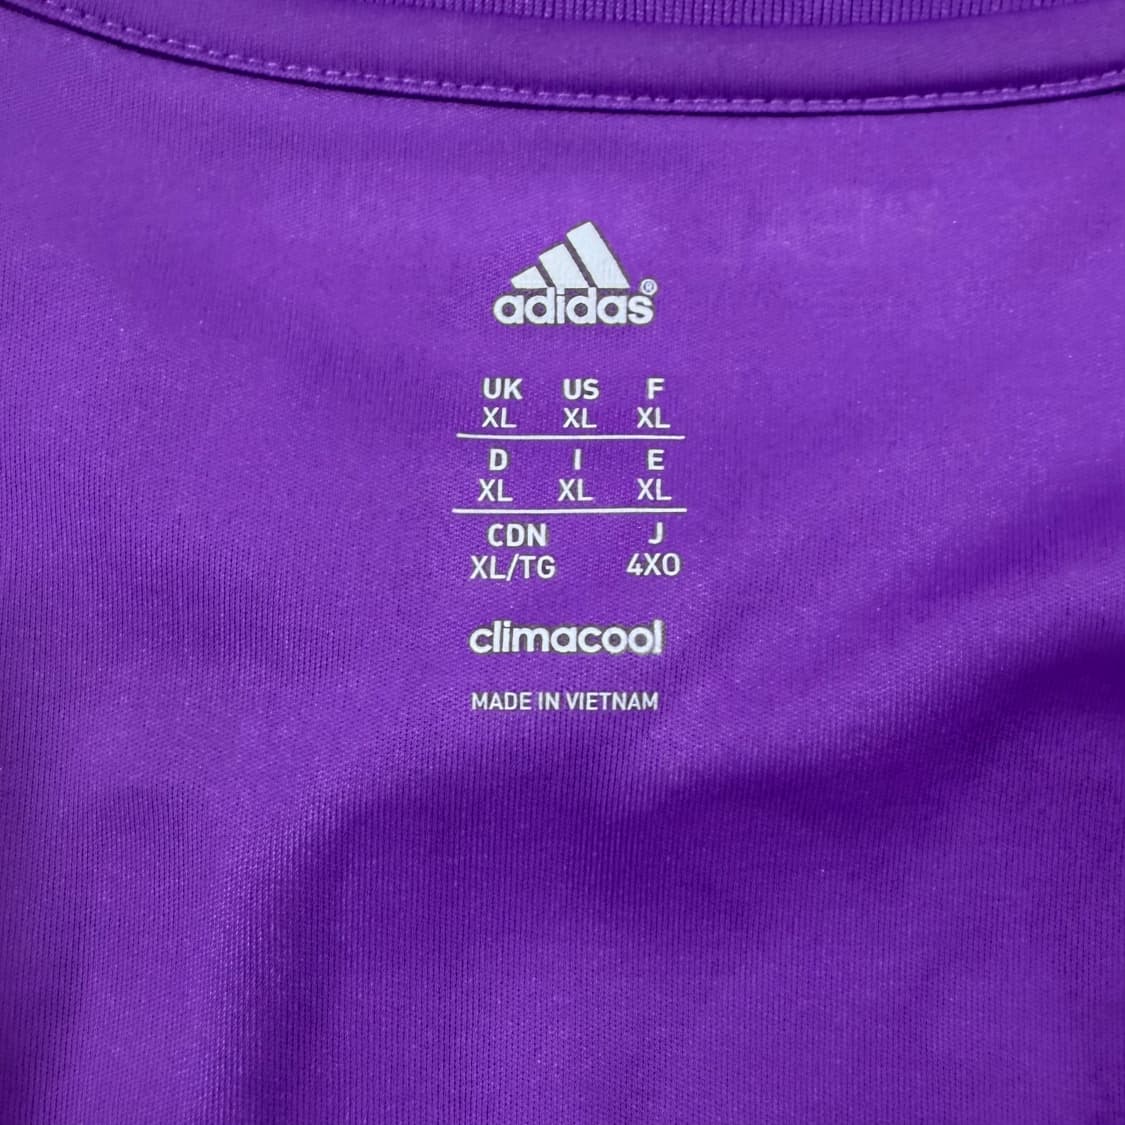 adidas®
UK US F
XL XL XL
D I E
XL XL XL
CDN J
XL/TG 4XO
climacool
MADE IN VIETNAM